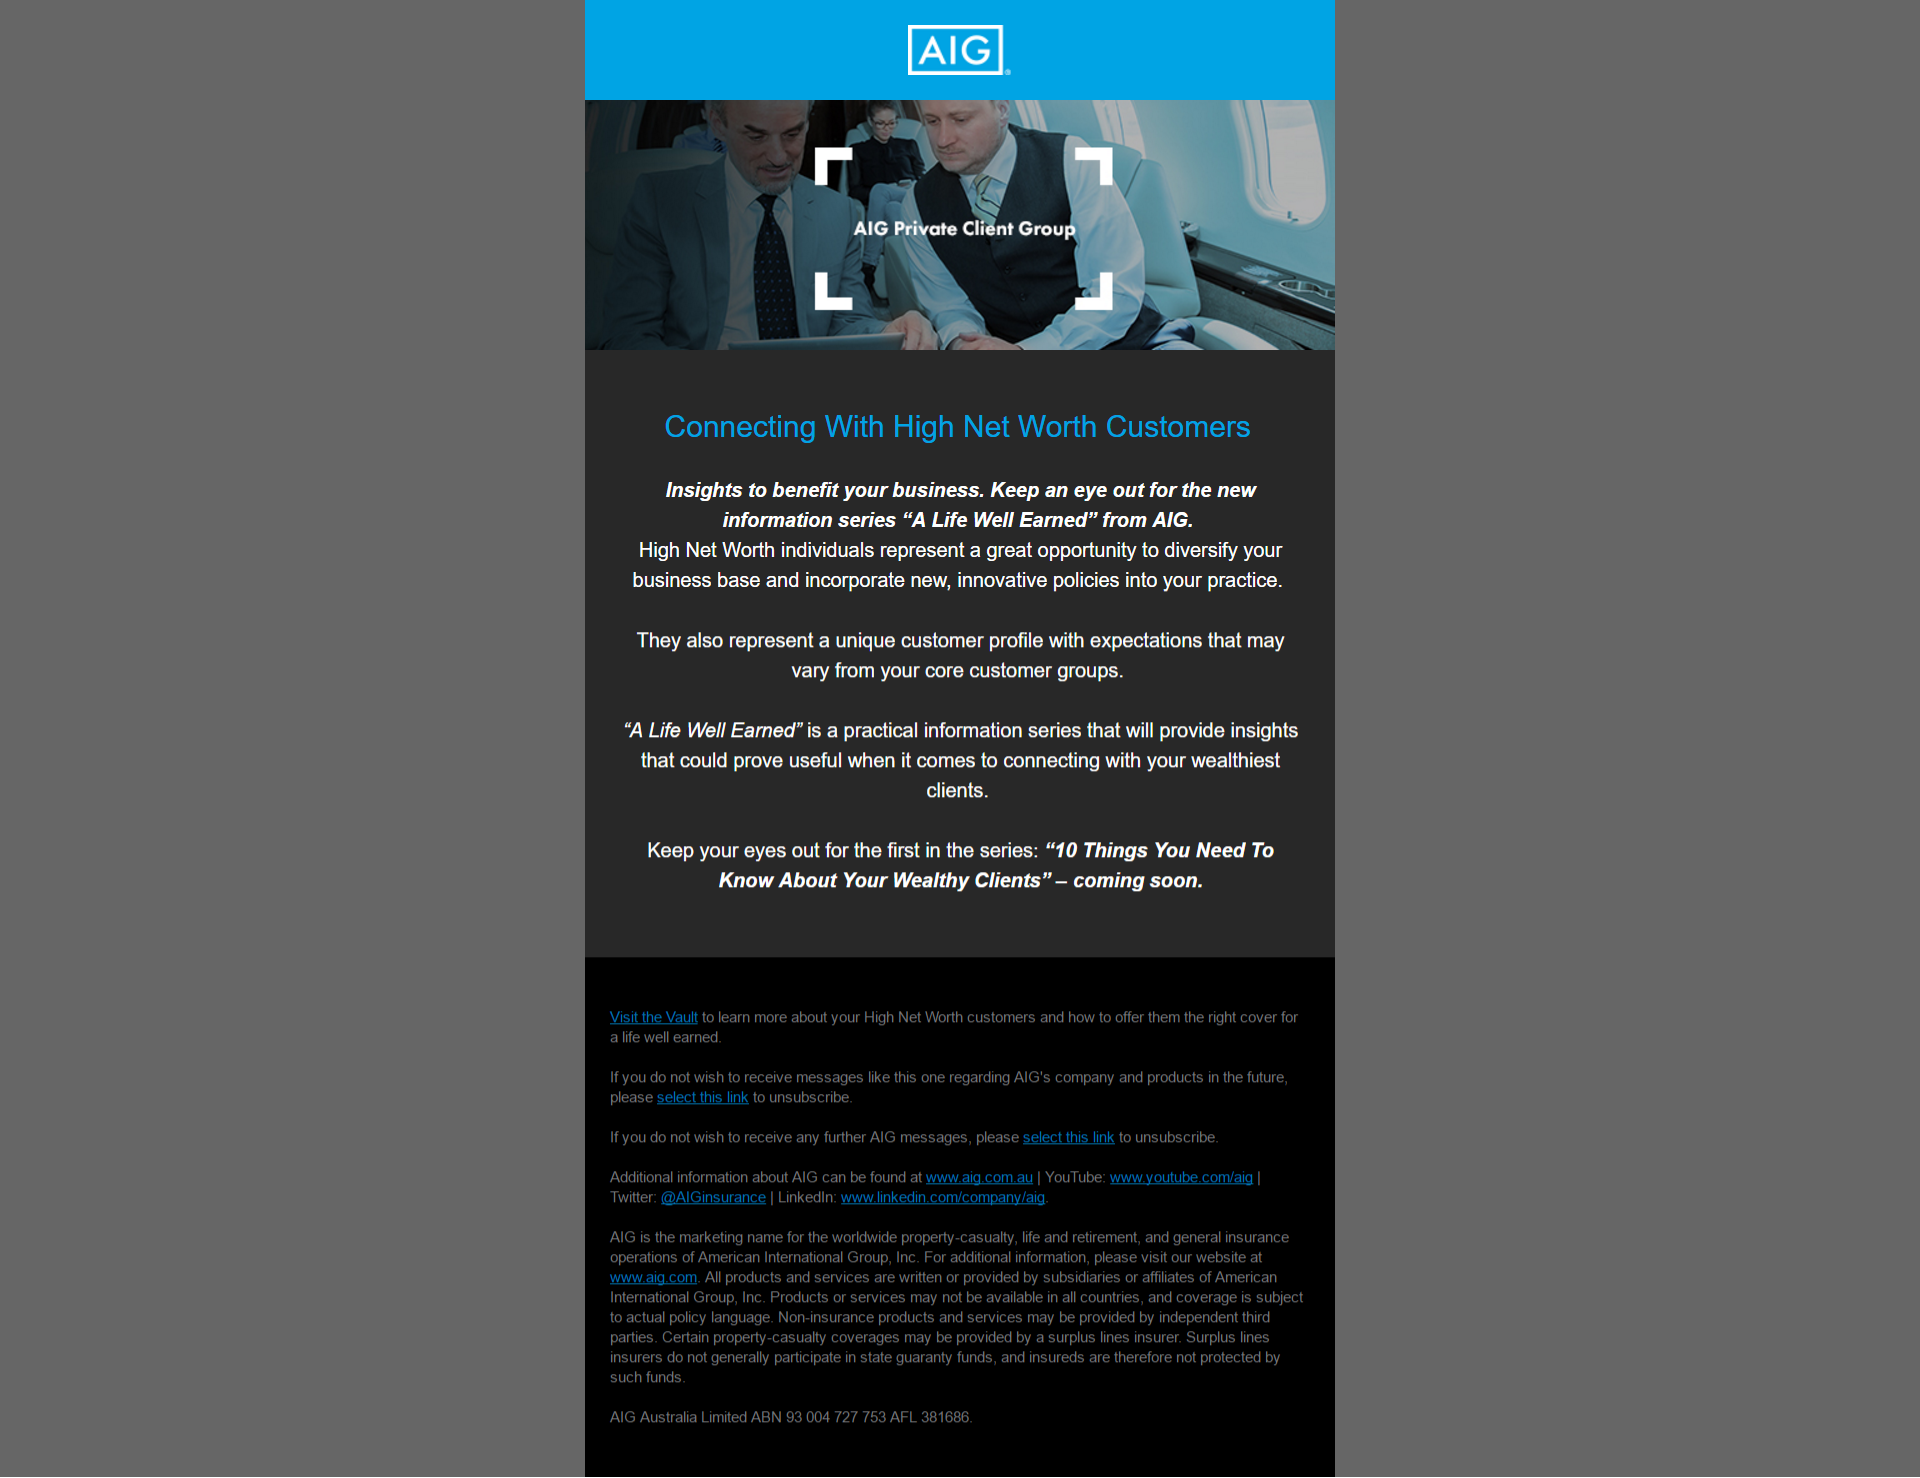 AIG®
AIG Private Client Group
Connecting With High Net Worth Customers
Insights to benefit your business. Keep an eye out for the new
information series “A Life Well Earned” from AIG.
High Net Worth individuals represent a great opportunity to diversify your
business base and incorporate new, innovative policies into your practice.
They also represent a unique customer profile with expectations that may
vary from your core customer groups.
“A Life Well Earned” is a practical information series that will provide insights
that could prove useful when it comes to connecting with your wealthiest
clients.
Keep your eyes out for the first in the series: “10 Things You Need To
Know About Your Wealthy Clients” – coming soon.
Visit the Vault to learn more about your High Net Worth customers and how to offer them the right cover for
a life well earned.
If you do not wish to receive messages like this one regarding AIG's company and products in the future,
please select this link to unsubscribe.
If you do not wish to receive any further AIG messages, please select this link to unsubscribe.
Additional information about AIG can be found at www.aig.com.au | YouTube: www.youtube.com/aig |
Twitter: @AIGinsurance | LinkedIn: www.linkedin.com/company/aig.
AIG is the marketing name for the worldwide property-casualty, life and retirement, and general insurance
operations of American International Group, Inc. For additional information, please visit our website at
www.aig.com. All products and services are written or provided by subsidiaries or affiliates of American
International Group, Inc. Products or services may not be available in all countries, and coverage is subject
to actual policy language. Non-insurance products and services may be provided by independent third
parties. Certain property-casualty coverages may be provided by a surplus lines insurer. Surplus lines
insurers do not generally participate in state guaranty funds, and insureds are therefore not protected by
such funds.
AIG Australia Limited ABN 93 004 727 753 AFL 381686.